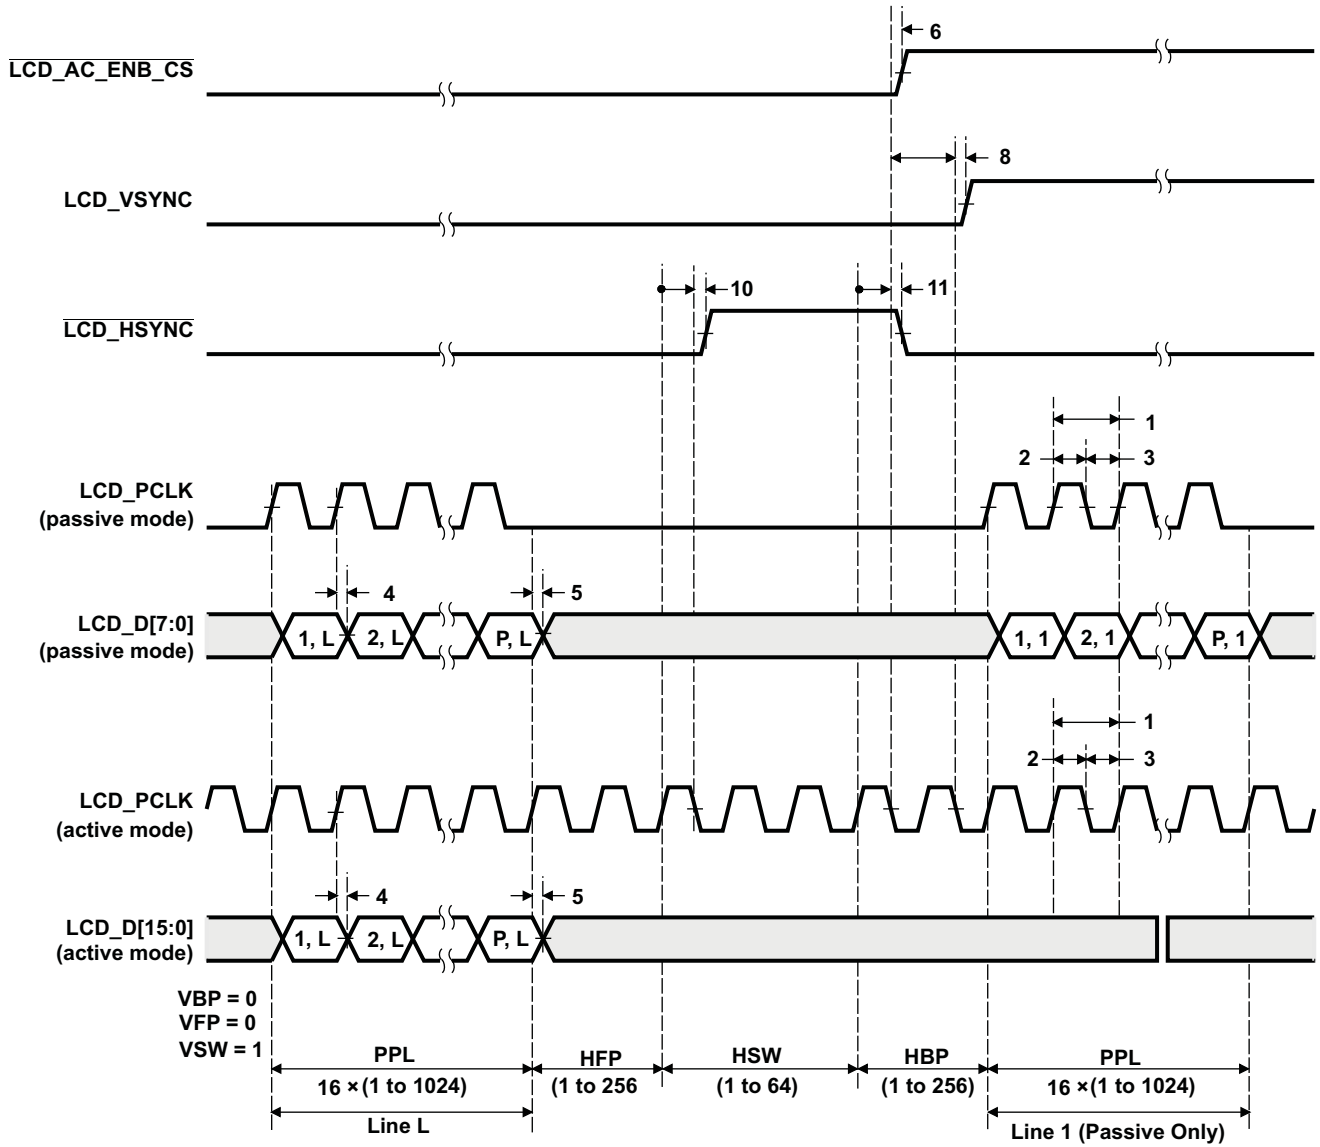 6
LCD_AC_ENB_CS
8
LCD_VSYNC
10
11
LCD_HSYNC
1
2
3
LCD_PCLK
(passive mode)
4
5
LCD_D[7:0]
(passive mode)
1, L
2, L
P, L
1, 1
2, 1
P, 1
1
2
3
LCD_PCLK
(active mode)
4
5
LCD_D[15:0]
(active mode)
1, L
2, L
P, L
VBP = 0
VFP = 0
VSW = 1
PPL
HFP
HSW
HBP
PPL
16 × (1 to 1024)
(1 to 256
(1 to 64)
(1 to 256)
16 × (1 to 1024)
Line L
Line 1 (Passive Only)